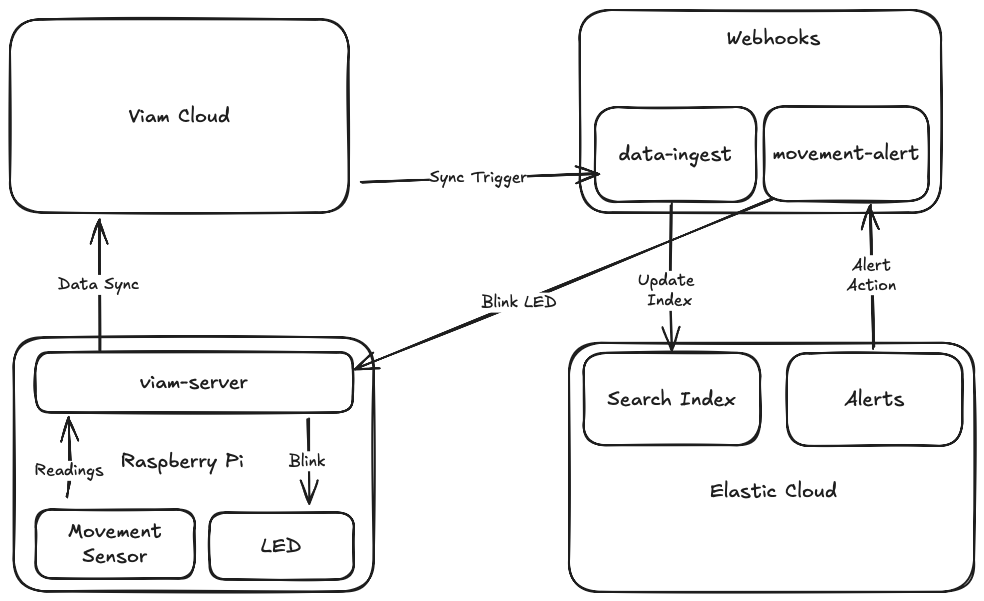 Webhooks
Viam Cloud
data-ingest
movement-alert
Sync Trigger
Data Sync
Update
Index
Alert
Action
Blink LED
viam-server
Search Index
Alerts
Readings
Raspberry Pi
Blink
Elastic Cloud
Movement
Sensor
LED